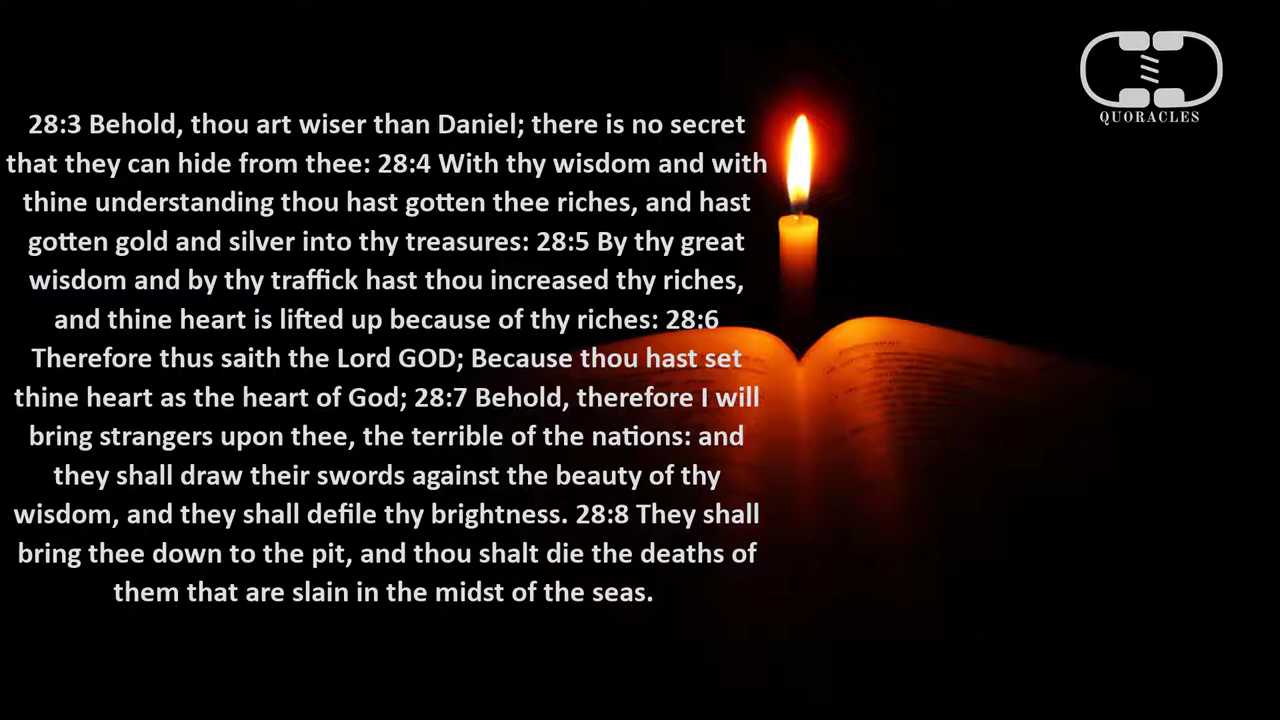 28:3 Behold, thou art wiser than Daniel; there is no secret
that they can hide from thee: 28:4 With thy wisdom and with
thine understanding thou hast gotten thee riches, and hast
gotten gold and silver into thy treasures: 28:5 By thy great
wisdom and by thy traffick hast thou increased thy riches,
and thine heart is lifted up because of thy riches: 28:6
Therefore thus saith the Lord GOD; Because thou hast set
thine heart as the heart of God; 28:7 Behold, therefore I will
bring strangers upon thee, the terrible of the nations: and
they shall draw their swords against the beauty of thy
wisdom, and they shall defile thy brightness. 28:8 They shall
bring thee down to the pit, and thou shalt die the deaths of
them that are slain in the midst of the seas.
QUORACLES